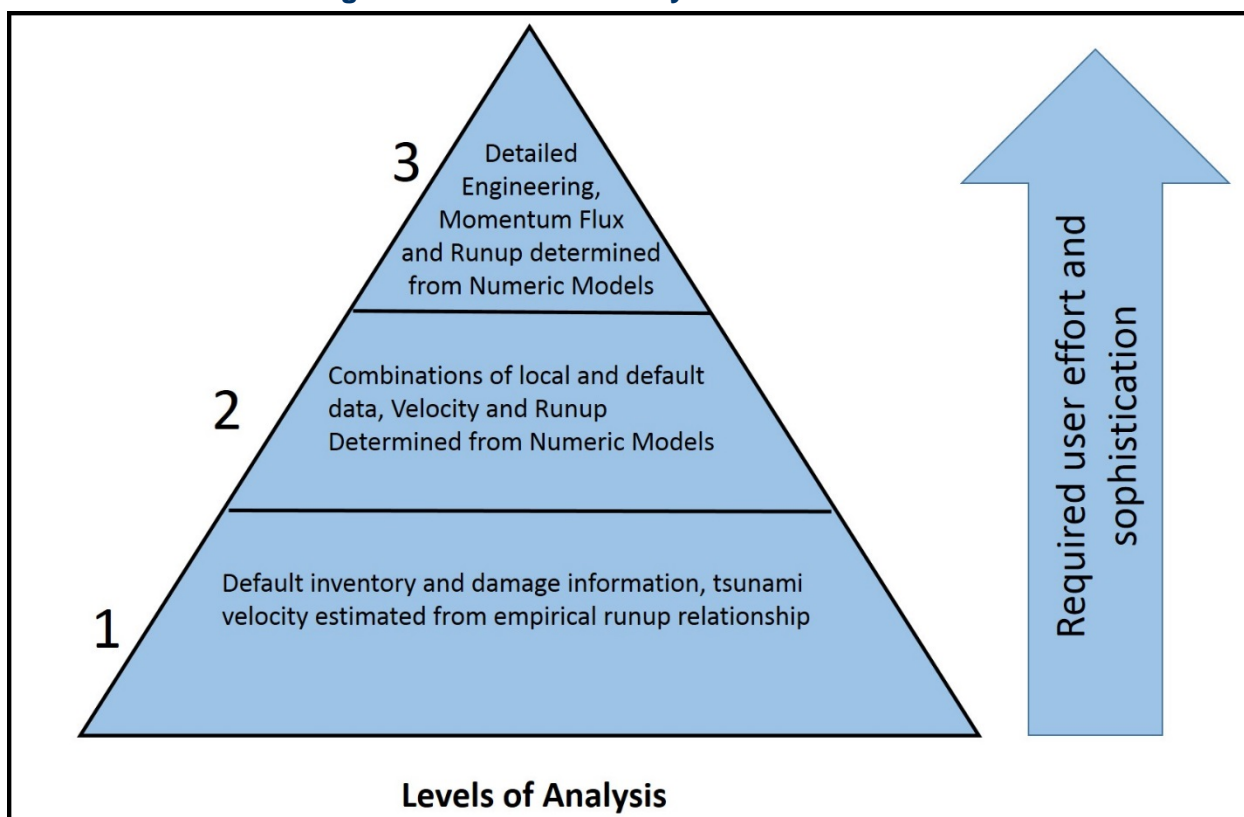 3
Detailed
Engineering,
Momentum Flux
and Runup determined
from Numeric Models
2
Combinations of local and default
data, Velocity and Runup
Determined from Numeric Models
1
Default inventory and damage information, tsunami
velocity estimated from empirical runup relationship
Required user effort and
sophistication
Levels of Analysis